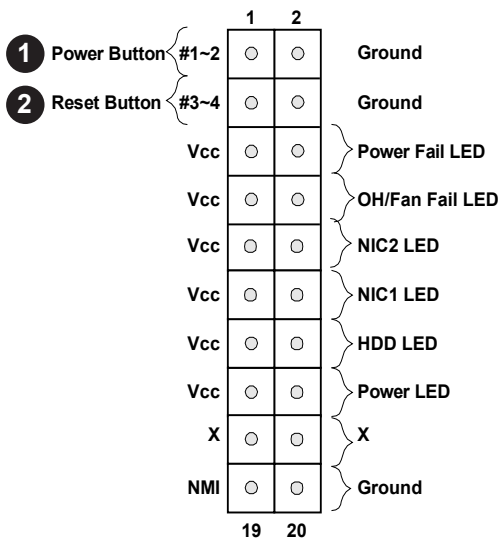 1 2
1 Power Button #1~2 Ground
2 Reset Button #3~4 Ground
Vcc Power Fail LED
Vcc OH/Fan Fail LED
Vcc NIC2 LED
Vcc NIC1 LED
Vcc HDD LED
Vcc Power LED
X X
NMI Ground
19 20